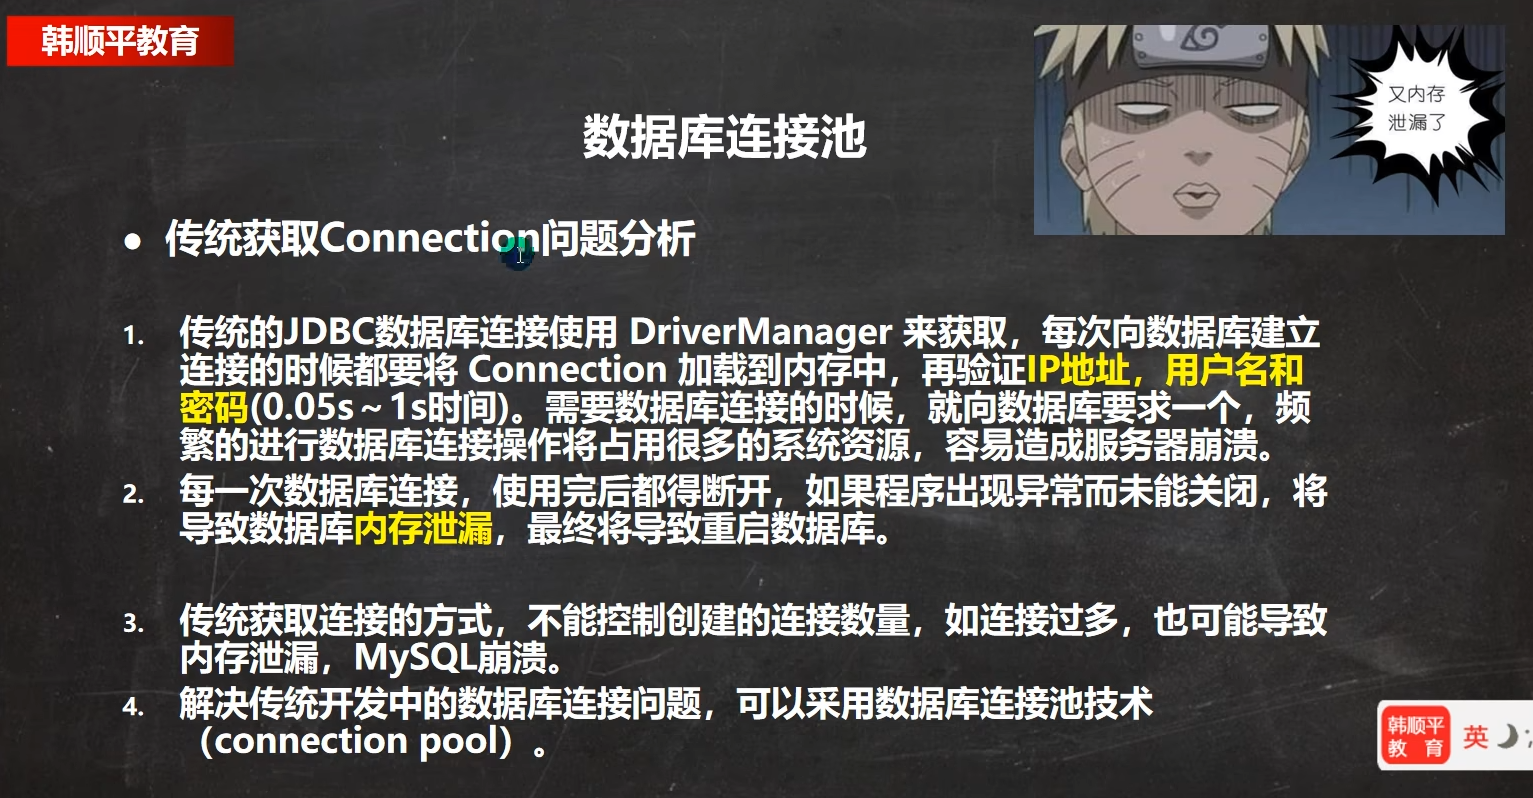 韩顺平教育
又内存
泄漏了
数据库连接池
● 传统获取Connection问题分析
1. 传统的JDBC数据库连接使用 DriverManager 来获取，每次向数据库建立
连接的时候都要将 Connection 加载到内存中，再验证IP地址，用户名和
密码(0.05s～1s时间)。需要数据库连接的时候，就向数据库要求一个，频
繁的进行数据库连接操作将占用很多的系统资源，容易造成服务器崩溃。
2. 每一次数据库连接，使用完后都得断开，如果程序出现异常而未能关闭，将
导致数据库内存泄漏，最终将导致重启数据库。
3. 传统获取连接的方式，不能控制创建的连接数量，如连接过多，也可能导致
内存泄漏，MySQL崩溃。
4. 解决传统开发中的数据库连接问题，可以采用数据库连接池技术
（connection pool）。
韩顺平
教 育
英